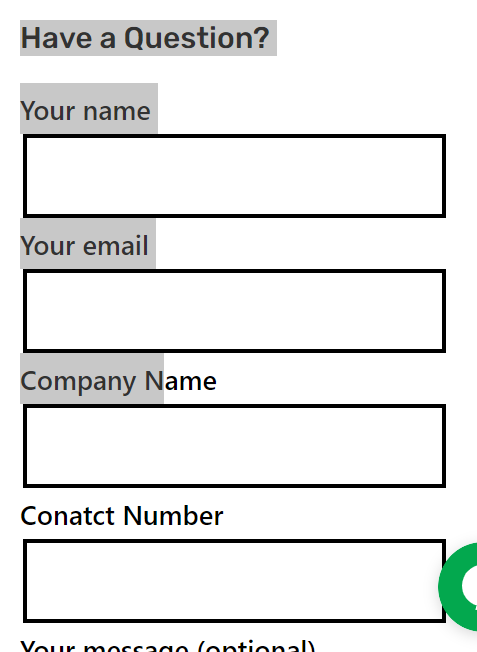 Have a Question?
Your name
Your email
Company Name
Conatct Number
Your message (optional)